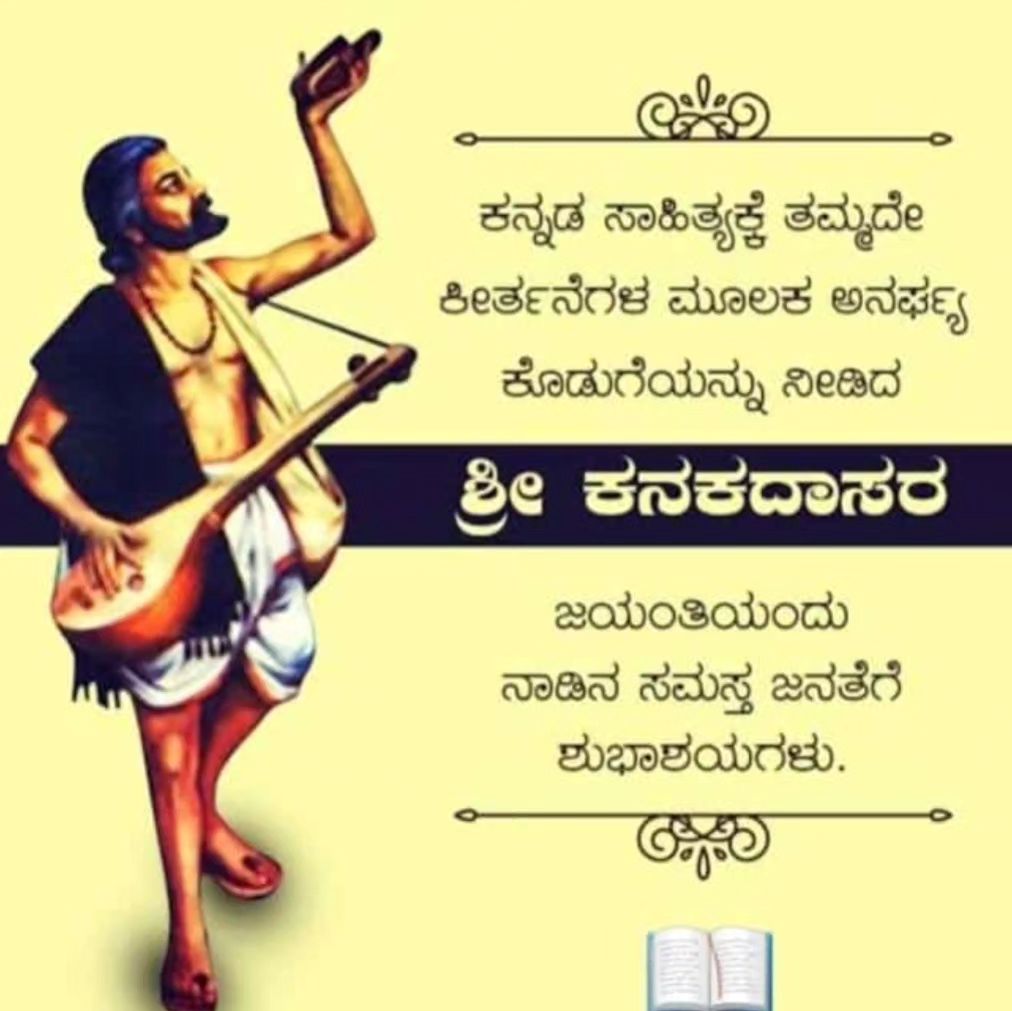 ಕನ್ನಡ ಸಾಹಿತ್ಯಕ್ಕೆ ತಮ್ಮದೇ
ಕೀರ್ತನೆಗಳ ಮೂಲಕ ಅನರ್ಘ್ಯ
ಕೊಡುಗೆಯನ್ನು ನೀಡಿದ
ಶ್ರೀ ಕನಕದಾಸರ
ಜಯಂತಿಯಂದು
ನಾಡಿನ ಸಮಸ್ತ ಜನತೆಗೆ
ಶುಭಾಶಯಗಳು.